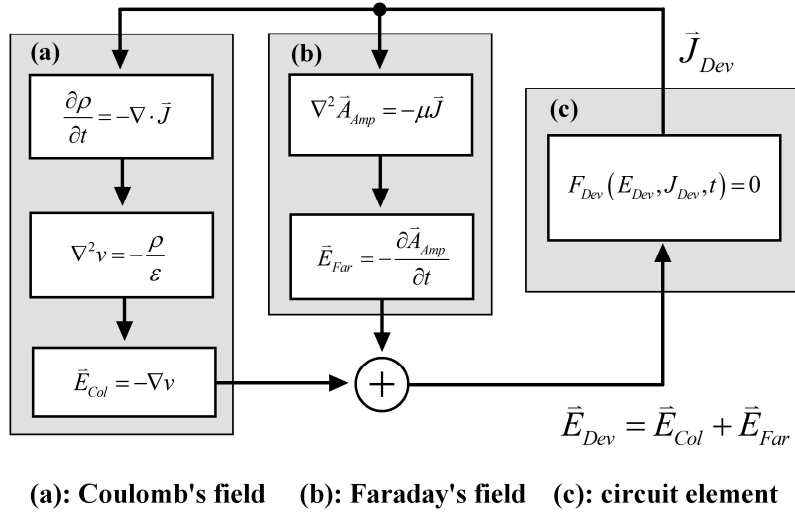 (a)
∂ρ/∂t = −∇·J⃗
∇²v = −ρ/ε
E⃗_Col = −∇v
(b)
∇²A⃗_Amp = −μJ⃗
E⃗_Far = −∂A⃗_Amp/∂t
+
J⃗_Dev
(c)
F_Dev(E_Dev, J_Dev, t) = 0
E⃗_Dev = E⃗_Col + E⃗_Far
(a): Coulomb's field (b): Faraday's field (c): circuit element